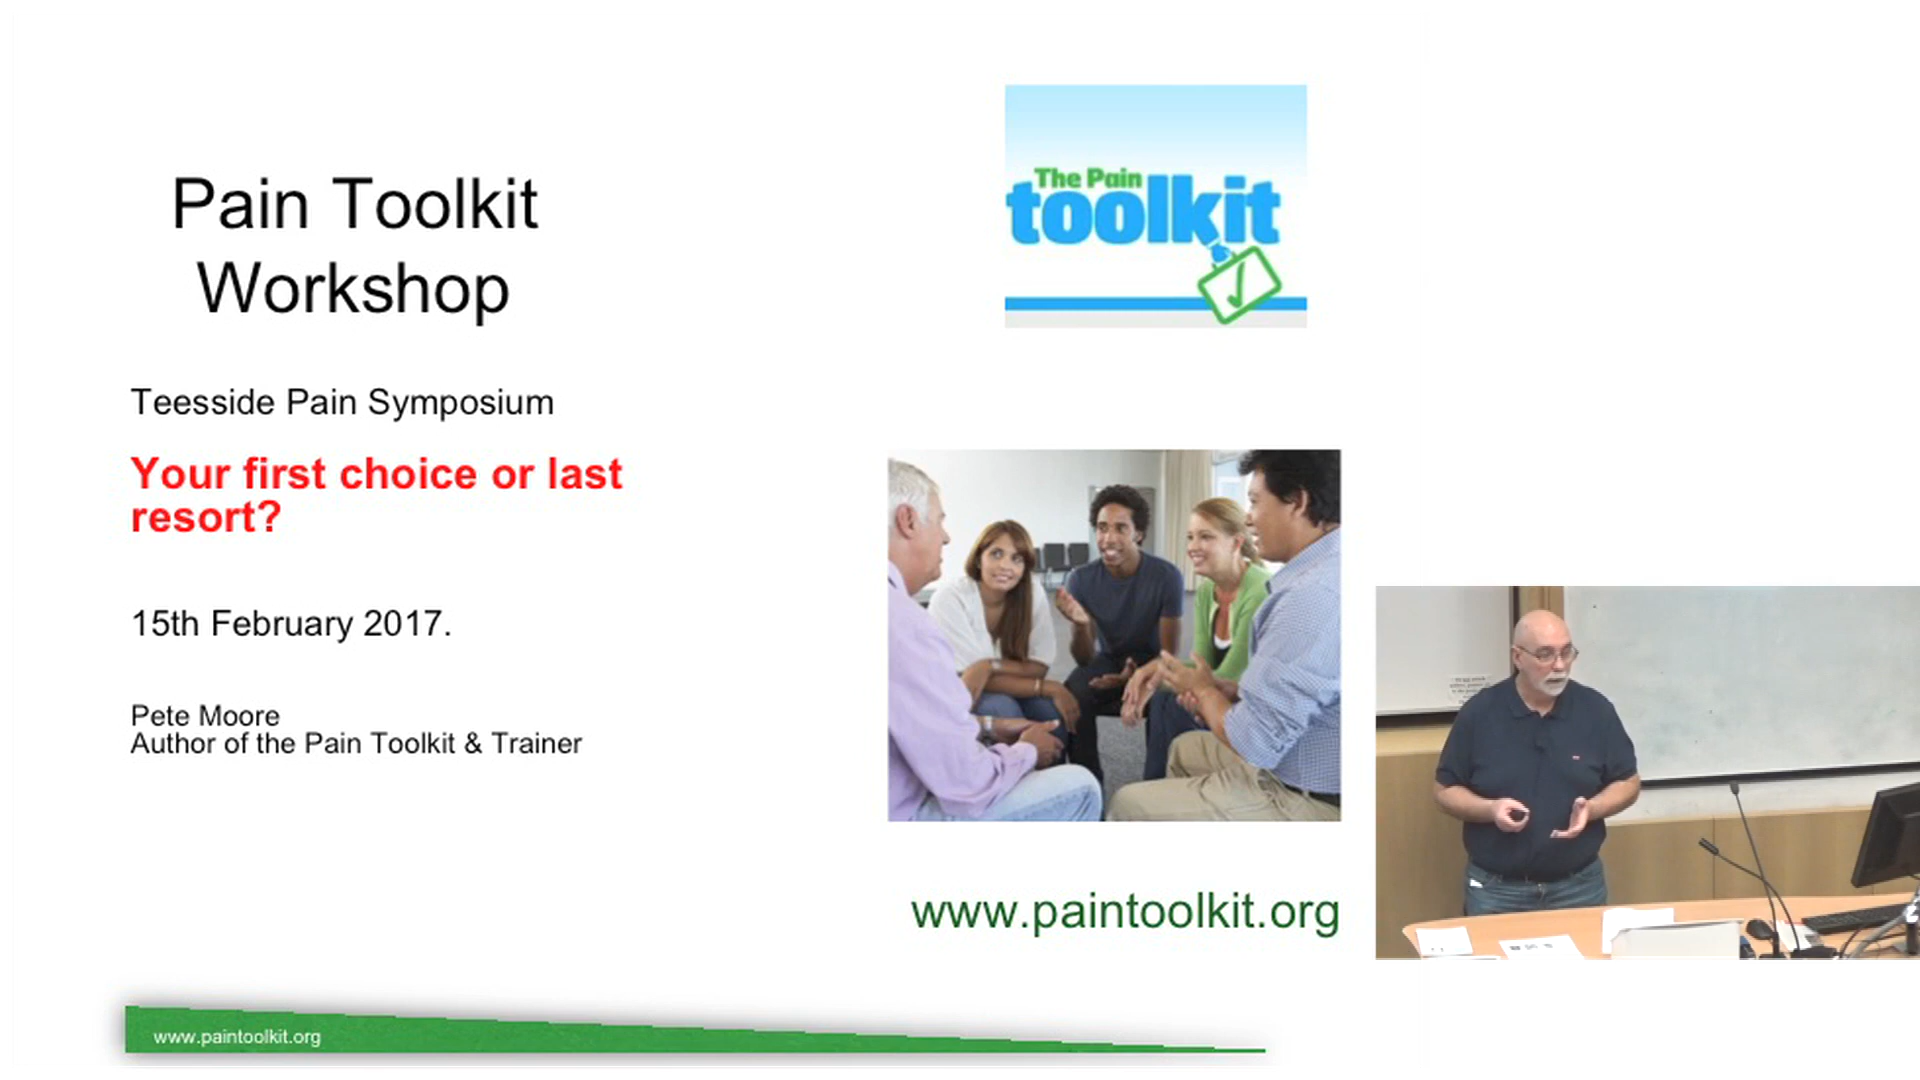 Pain Toolkit
Workshop
The Pain
toolkit
Teesside Pain Symposium
Your first choice or last
resort?
15th February 2017.
Pete Moore
Author of the Pain Toolkit & Trainer
www.paintoolkit.org
www.paintoolkit.org